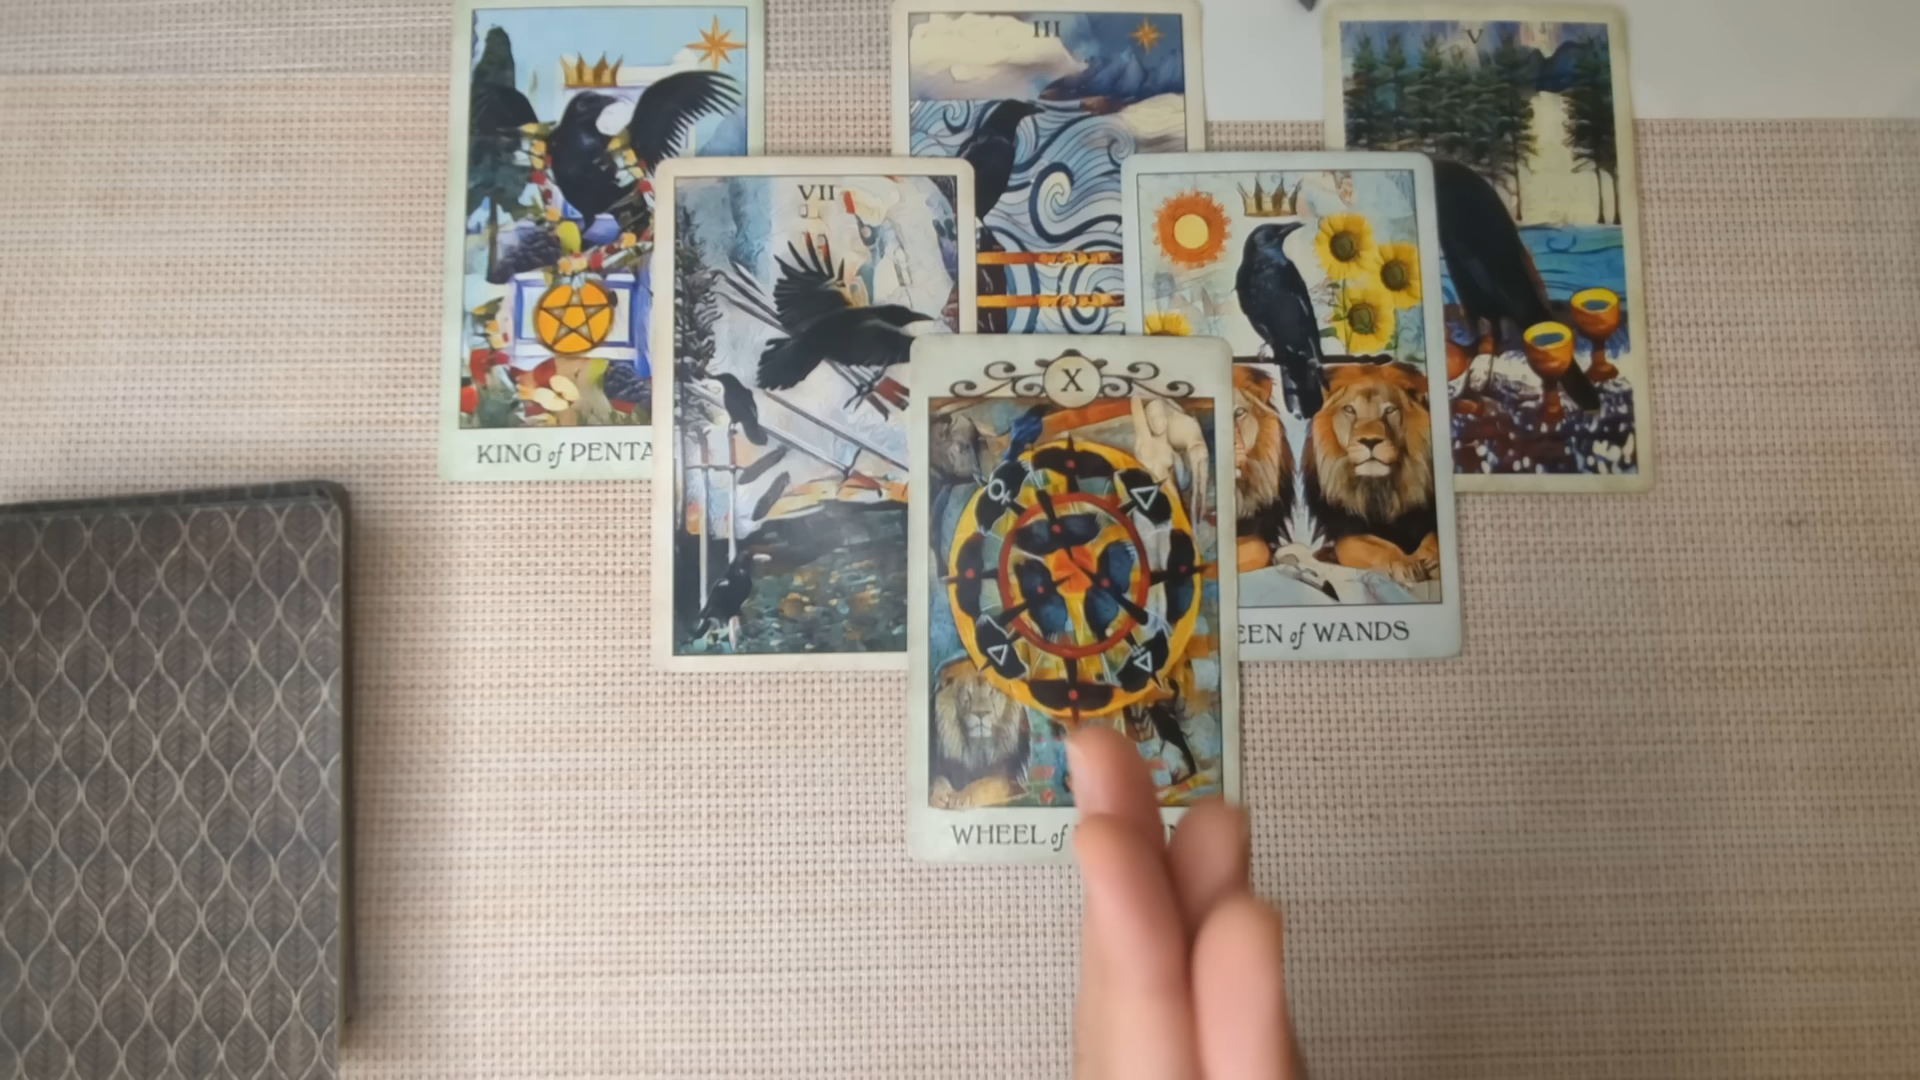 III
V
VII
KING of PENTA
X
EEN of WANDS
WHEEL of